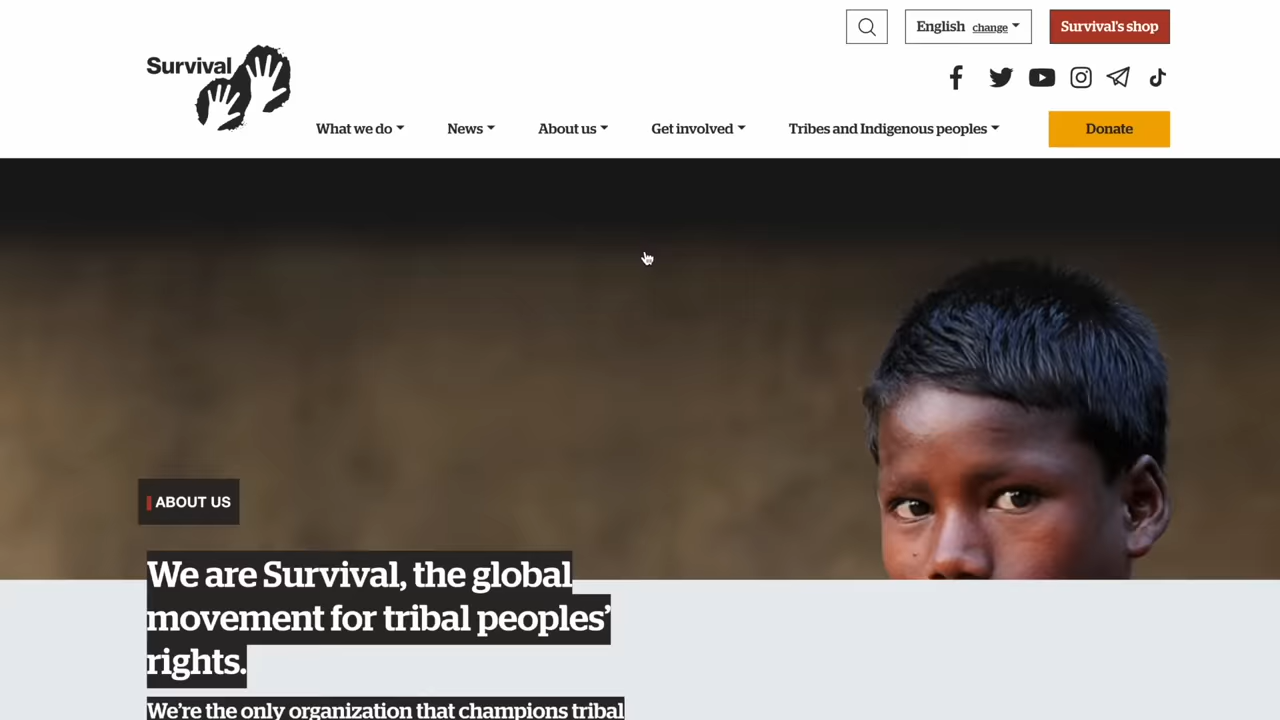 English change
Survival's shop
Survival
What we do
News
About us
Get involved
Tribes and Indigenous peoples
Donate
ABOUT US
We are Survival, the global
movement for tribal peoples’
rights.
We’re the only organization that champions tribal